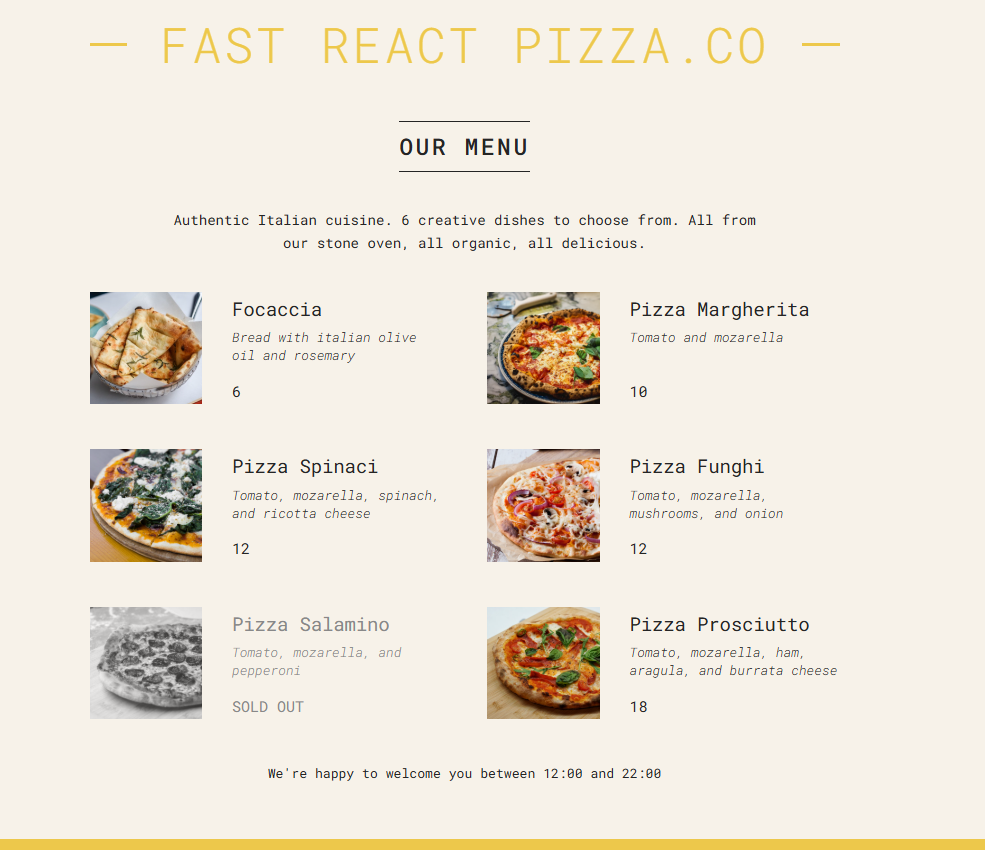 — FAST REACT PIZZA.CO —
OUR MENU
Authentic Italian cuisine. 6 creative dishes to choose from. All from
our stone oven, all organic, all delicious.
Focaccia
Bread with italian olive
oil and rosemary
6
Pizza Margherita
Tomato and mozarella
10
Pizza Spinaci
Tomato, mozarella, spinach,
and ricotta cheese
12
Pizza Funghi
Tomato, mozarella,
mushrooms, and onion
12
Pizza Salamino
Tomato, mozarella, and
pepperoni
SOLD OUT
Pizza Prosciutto
Tomato, mozarella, ham,
aragula, and burrata cheese
18
We're happy to welcome you between 12:00 and 22:00